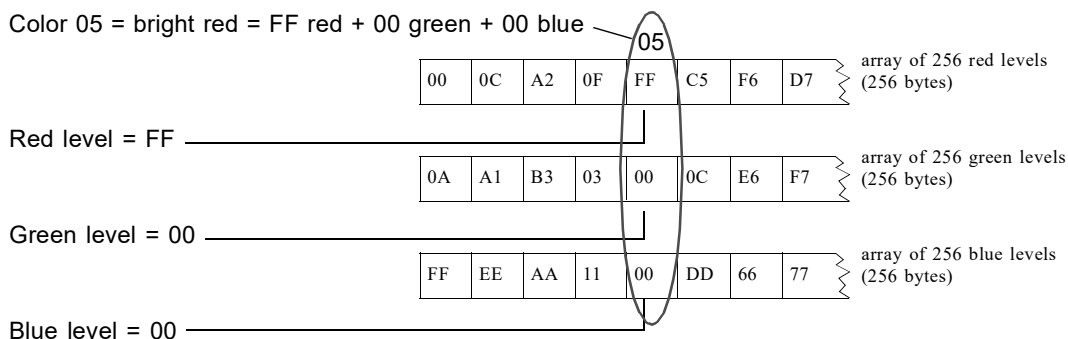 Color 05 = bright red = FF red + 00 green + 00 blue
05
00 0C A2 0F FF C5 F6 D7
array of 256 red levels
(256 bytes)
Red level = FF
0A A1 B3 03 00 0C E6 F7
array of 256 green levels
(256 bytes)
Green level = 00
FF EE AA 11 00 DD 66 77
array of 256 blue levels
(256 bytes)
Blue level = 00